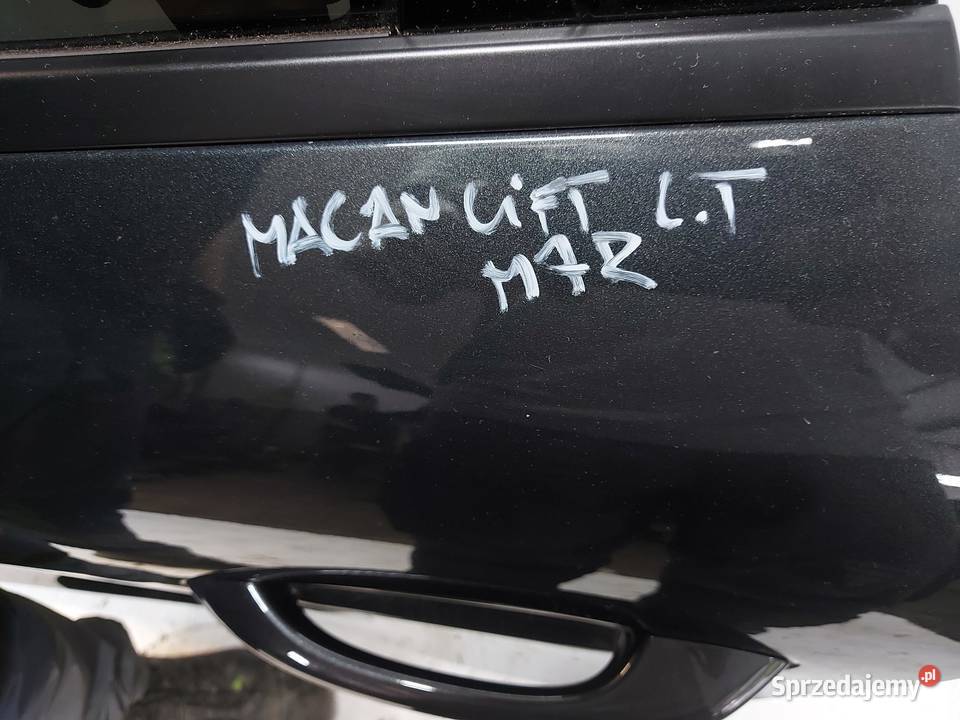 MACAN LIFT L.T
M7R
Sprzedajemy.pl